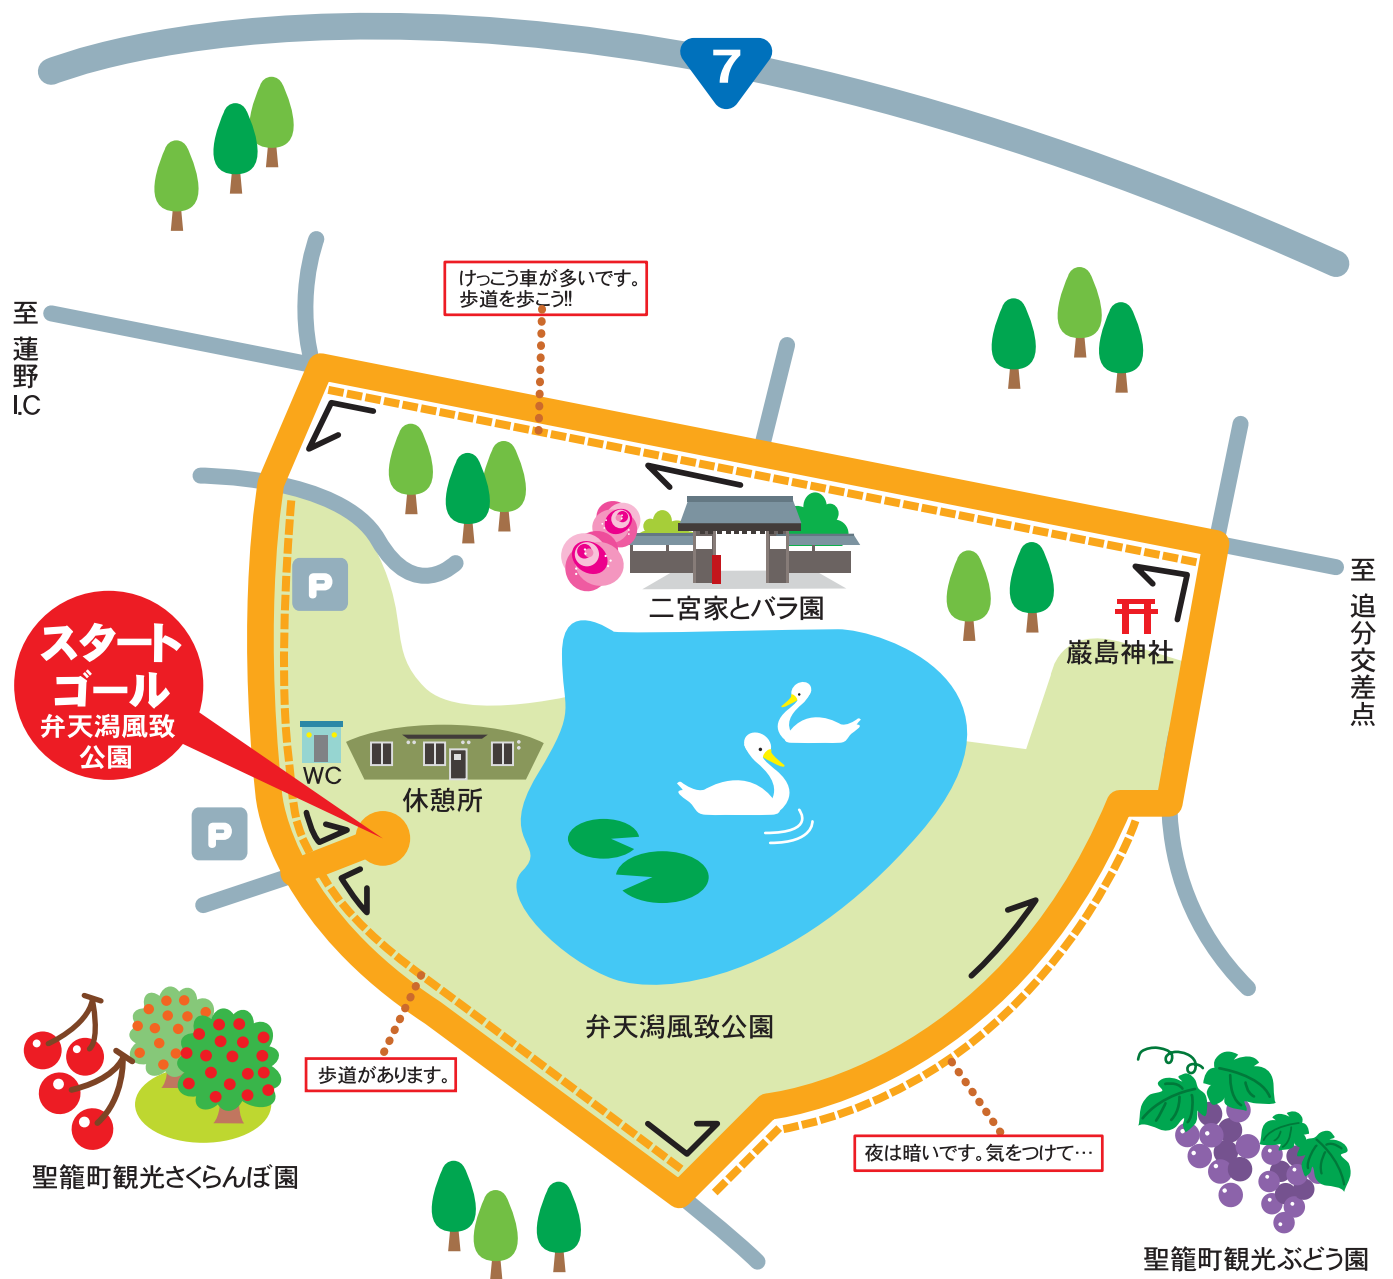 7
けっこう車が多いです。
歩道を歩こう!!
至 蓮野I.C
P
二宮家とバラ園
至 追分交差点
厳島神社
スタート
ゴール
弁天潟風致
公園
WC
休憩所
P
弁天潟風致公園
歩道があります。
夜は暗いです。気をつけて…
聖籠町観光さくらんぼ園
聖籠町観光ぶどう園